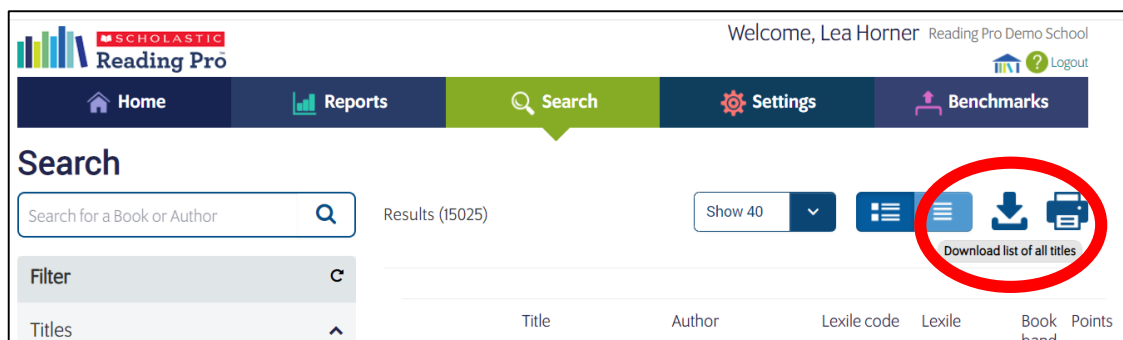 Welcome, Lea Horner Reading Pro Demo School
SCHOLASTIC
Reading Pro
? Logout
Home Reports Search Settings Benchmarks
Search
Search for a Book or Author
Results (15025)
Show 40
Download list of all titles
Filter
Titles
Title Author Lexile code Lexile Book band Points